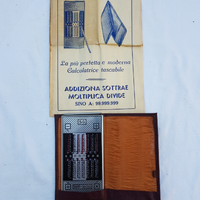 La più perfetta e moderna
Calcolatrice tascabile
ADDIZIONA SOTTRAE
MOLTIPLICA DIVIDE
SINO A: 99.999.999